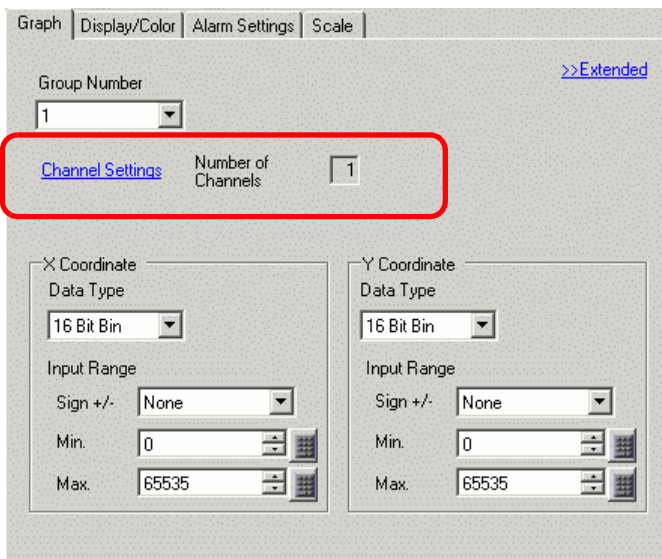 Graph Display/Color Alarm Settings Scale
>>Extended
Group Number
1
Channel Settings
Number of
Channels
1
X Coordinate
Data Type
16 Bit Bin
Input Range
Sign +/- None
Min. 0
Max. 65535
Y Coordinate
Data Type
16 Bit Bin
Input Range
Sign +/- None
Min. 0
Max. 65535